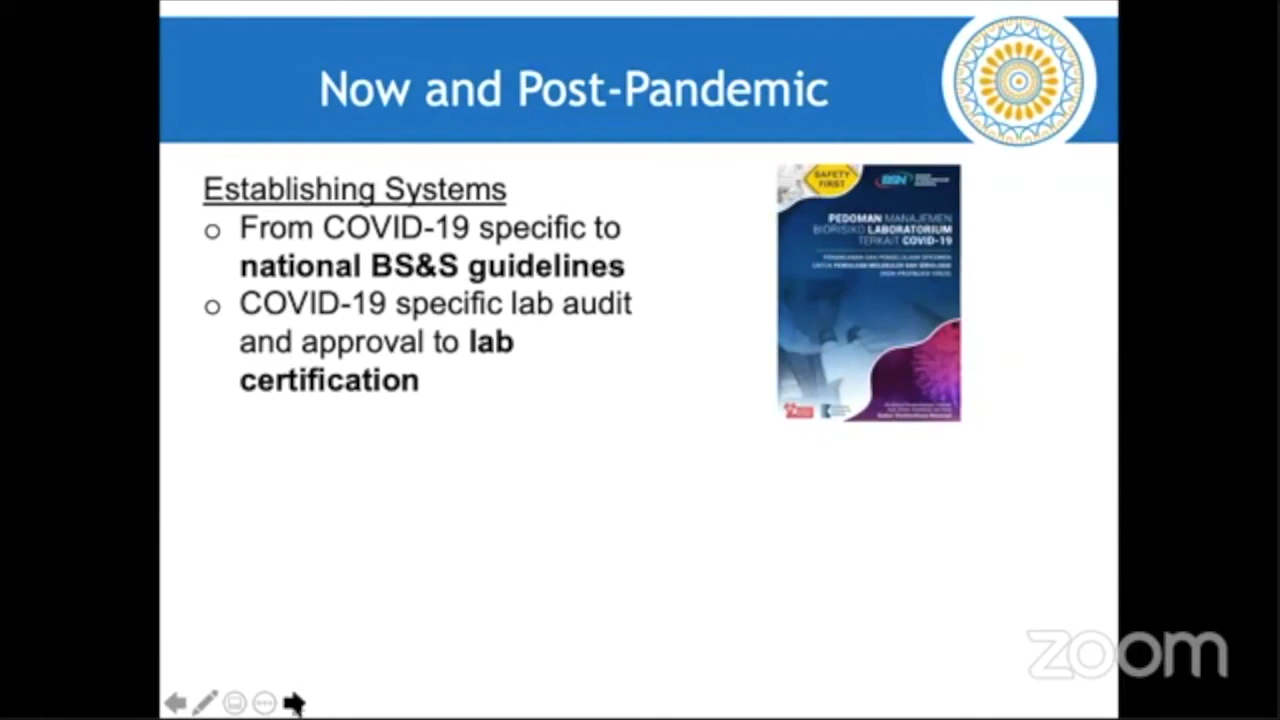 Now and Post-Pandemic
Establishing Systems
o From COVID-19 specific to
national BS&S guidelines
o COVID-19 specific lab audit
and approval to lab
certification
SAFETY
FIRST
BSN
PEDOMAN MANAJEMEN
BIORISIKO LABORATORIUM
TERKAIT COVID-19
zoom